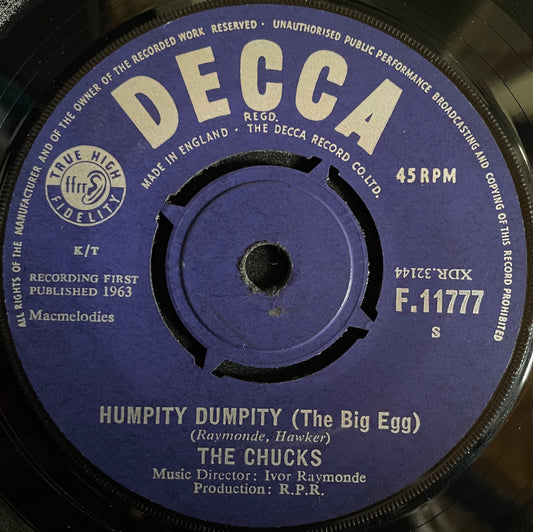 ALL RIGHTS OF THE MANUFACTURER AND OF THE OWNER OF THE RECORDED WORK RESERVED · UNAUTHORISED PUBLIC PERFORMANCE BROADCASTING AND COPYING OF THIS RECORD PROHIBITED
DECCA
REGD.
MADE IN ENGLAND · THE DECCA RECORD CO. LTD.
TRUE HIGH
ffrr
FIDELITY
45 RPM
K/T
RECORDING FIRST
PUBLISHED 1963
Macmelodies
XDR.32144
F.11777
S
HUMPITY DUMPITY (The Big Egg)
(Raymonde, Hawker)
THE CHUCKS
Music Director: Ivor Raymonde
Production: R.P.R.